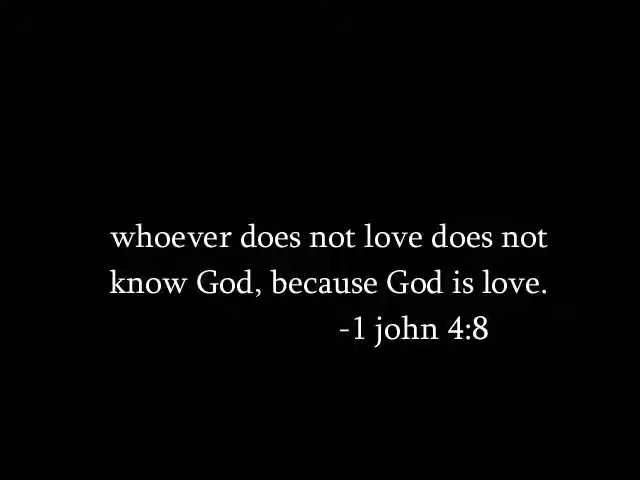 whoever does not love does not
know God, because God is love.
-1 john 4:8